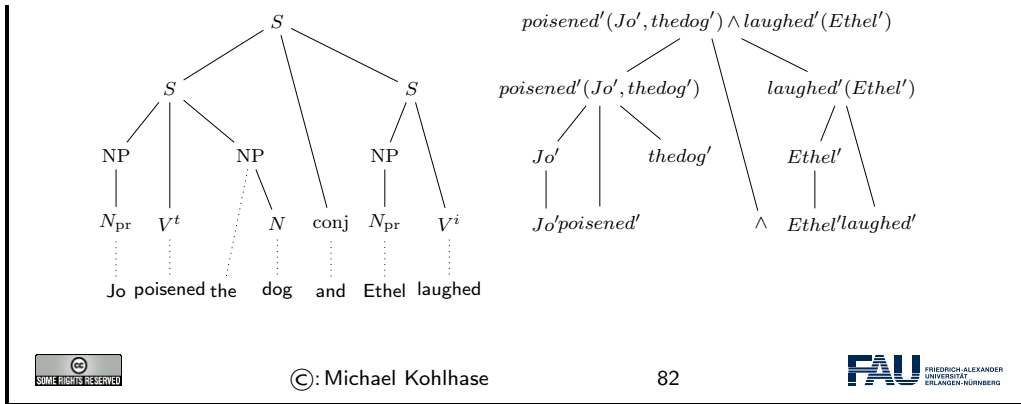 S poisened′(Jo′, thedog′) ∧ laughed′(Ethel′)
S S poisened′(Jo′, thedog′) laughed′(Ethel′)
NP NP NP Jo′ thedog′ Ethel′
N_pr V^t N conj N_pr V^i Jo′ poisened′ ∧ Ethel′ laughed′
Jo poisened the dog and Ethel laughed
cc
SOME RIGHTS RESERVED
©: Michael Kohlhase 82
FAU FRIEDRICH-ALEXANDER
UNIVERSITÄT
ERLANGEN-NÜRNBERG